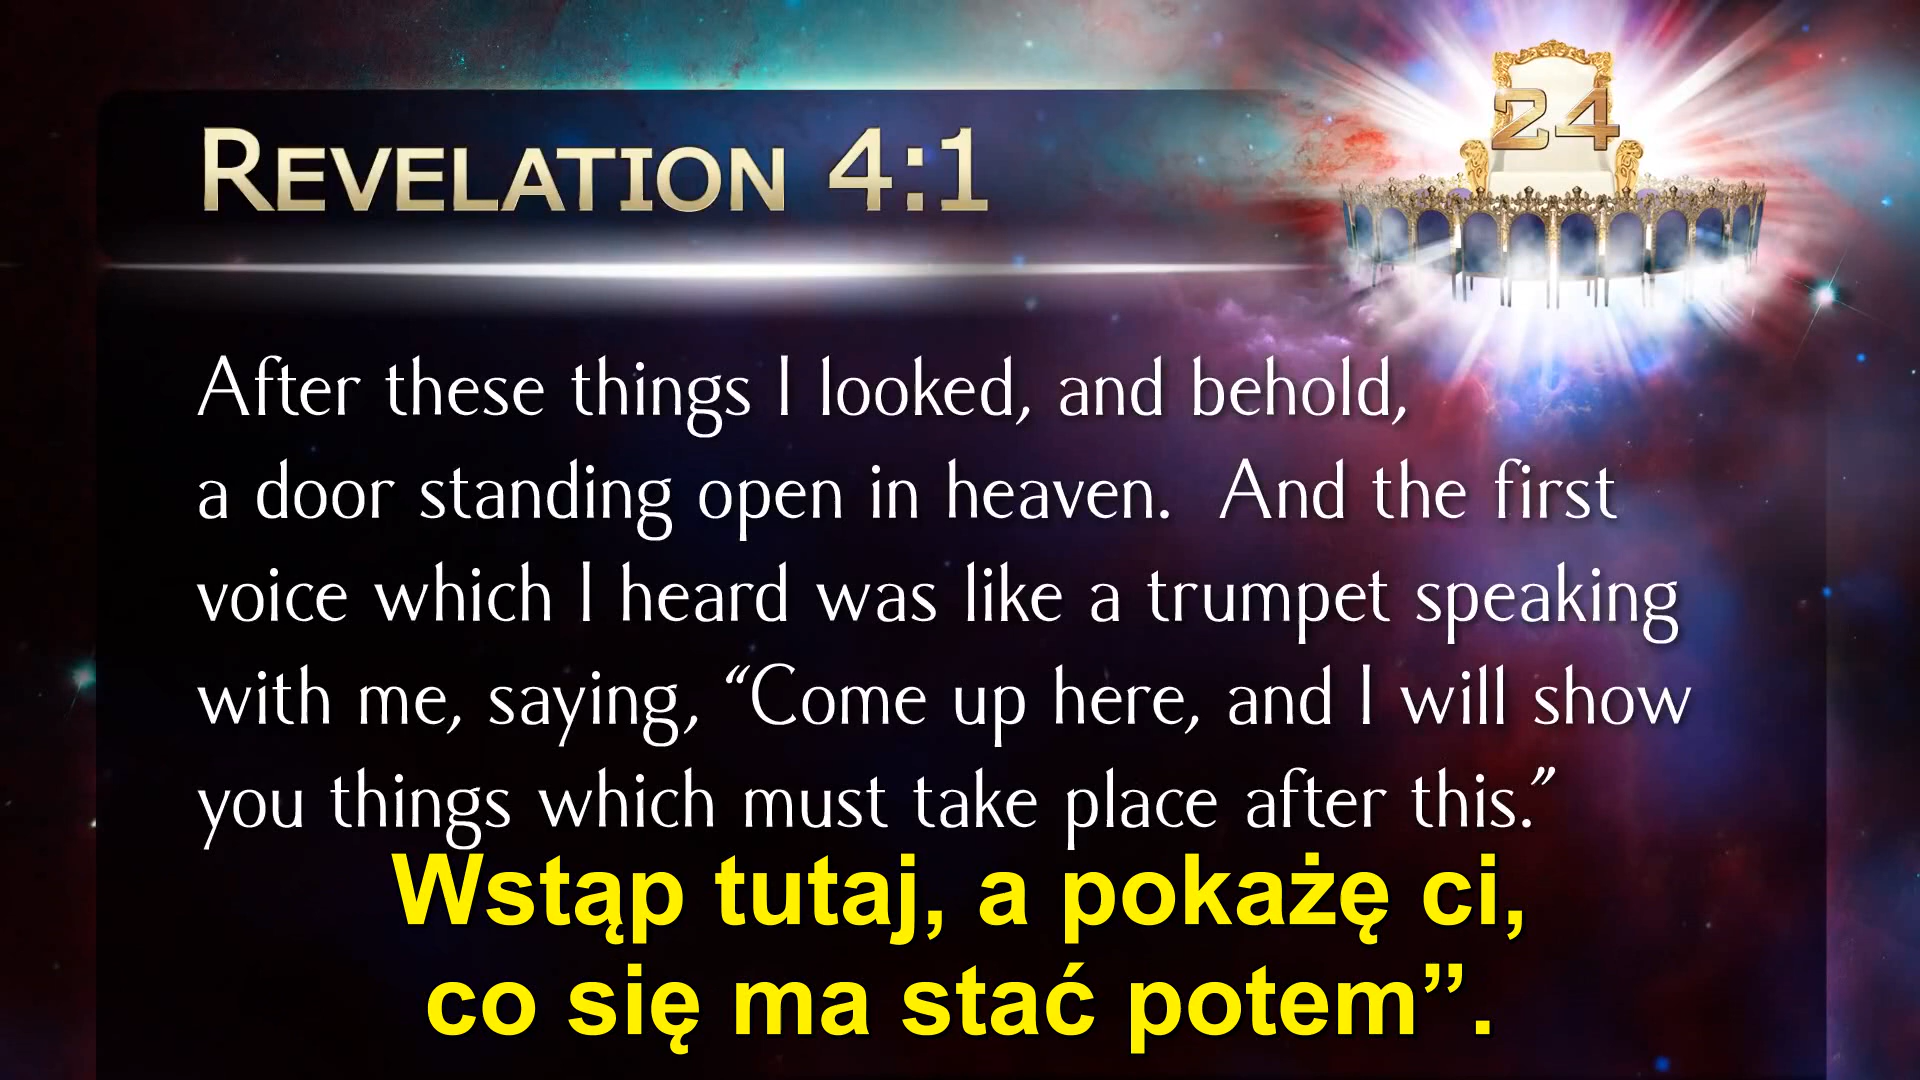 24
REVELATION 4:1
After these things I looked, and behold,
a door standing open in heaven. And the first
voice which I heard was like a trumpet speaking
with me, saying, “Come up here, and I will show
you things which must take place after this.”
Wstąp tutaj, a pokażę ci,
co się ma stać potem”.